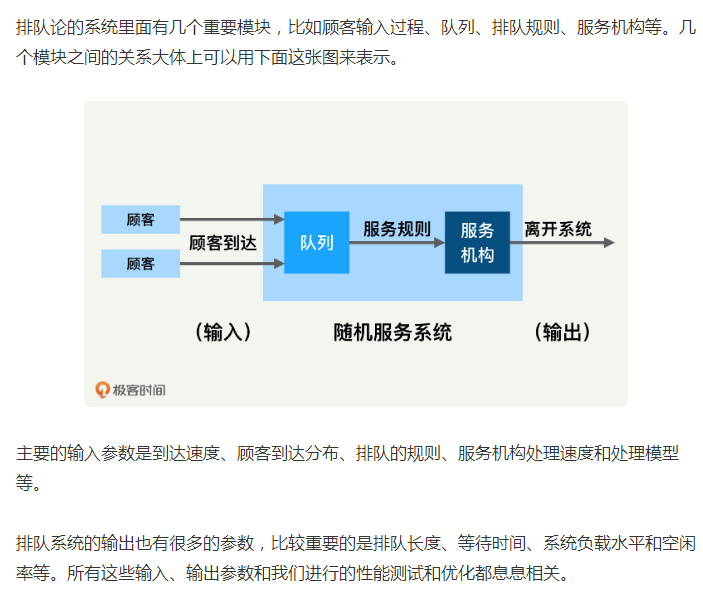 排队论的系统里面有几个重要模块，比如顾客输入过程、队列、排队规则、服务机构等。几
个模块之间的关系大体上可以用下面这张图来表示。
顾客
顾客
顾客到达
队列
服务规则
服务
机构
离开系统
（输入）
随机服务系统
（输出）
极客时间
主要的输入参数是到达速度、顾客到达分布、排队的规则、服务机构处理速度和处理模型
等。
排队系统的输出也有很多的参数，比较重要的是排队长度、等待时间、系统负载水平和空闲
率等。所有这些输入、输出参数和我们进行的性能测试和优化都息息相关。